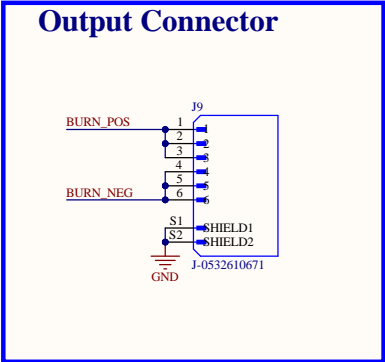 Output Connector
J9
BURN_POS 1 1
2 2
3 3
4 4
5 5
BURN_NEG 6 6
S1 SHIELD1
S2 SHIELD2
J-0532610671
GND